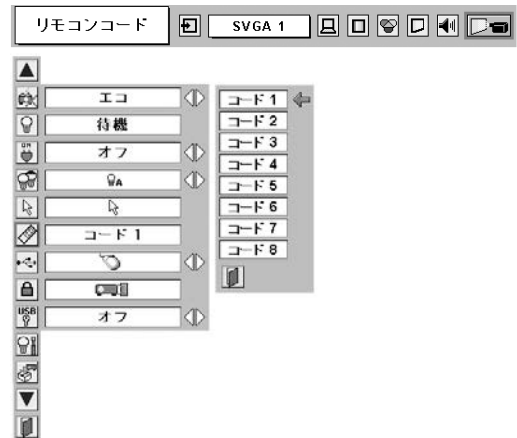 リモコンコード
SVGA 1
エコ
待機
ON
オフ
A
コード 1
USB
オフ
コード 1
コード 2
コード 3
コード 4
コード 5
コード 6
コード 7
コード 8